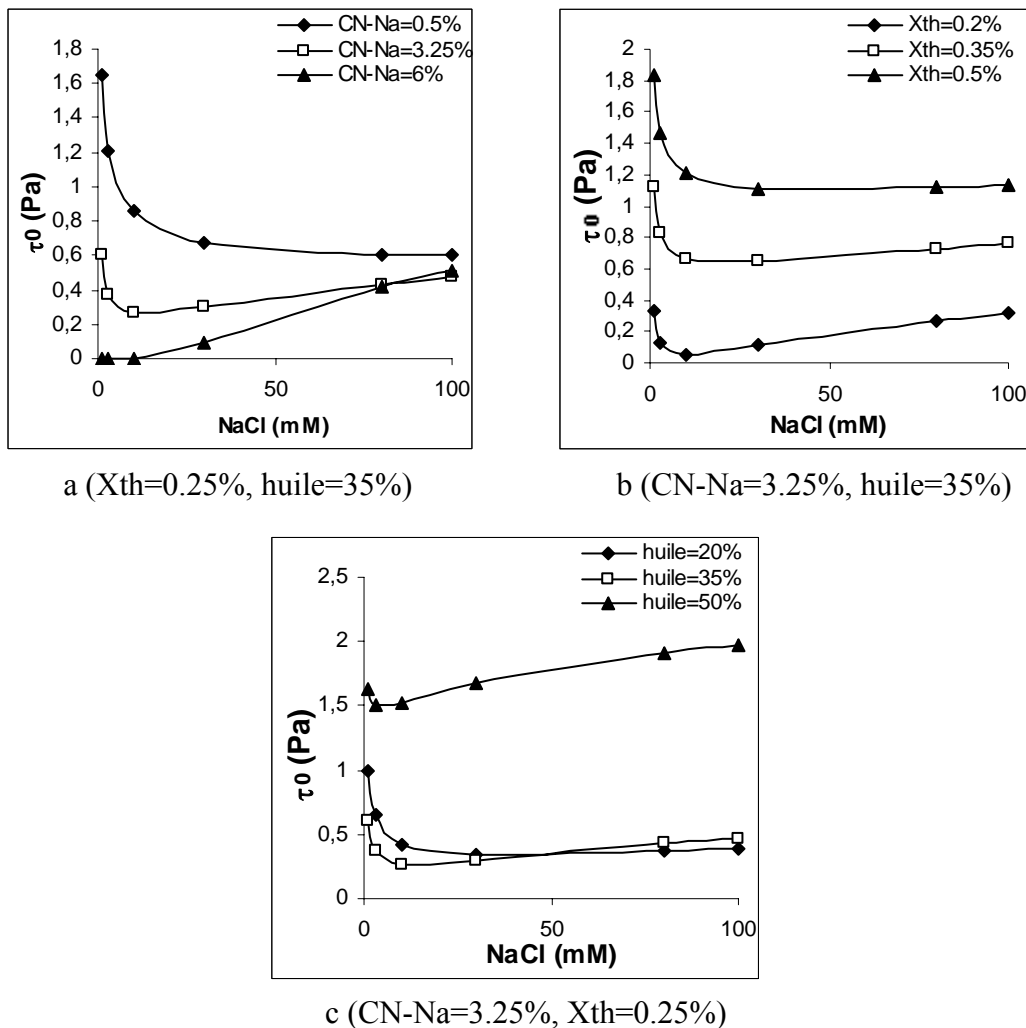 CN-Na=0.5%
CN-Na=3.25%
CN-Na=6%
1,8
1,6
1,4
1,2
1
0,8
0,6
0,4
0,2
0
τ0 (Pa)
0
50
100
NaCl (mM)
a (Xth=0.25%, huile=35%)
Xth=0.2%
Xth=0.35%
Xth=0.5%
2
1,8
1,6
1,4
1,2
1
0,8
0,6
0,4
0,2
0
τ0 (Pa)
0
50
100
NaCl (mM)
b (CN-Na=3.25%, huile=35%)
huile=20%
huile=35%
huile=50%
2,5
2
1,5
1
0,5
0
τ0 (Pa)
0
50
100
NaCl (mM)
c (CN-Na=3.25%, Xth=0.25%)